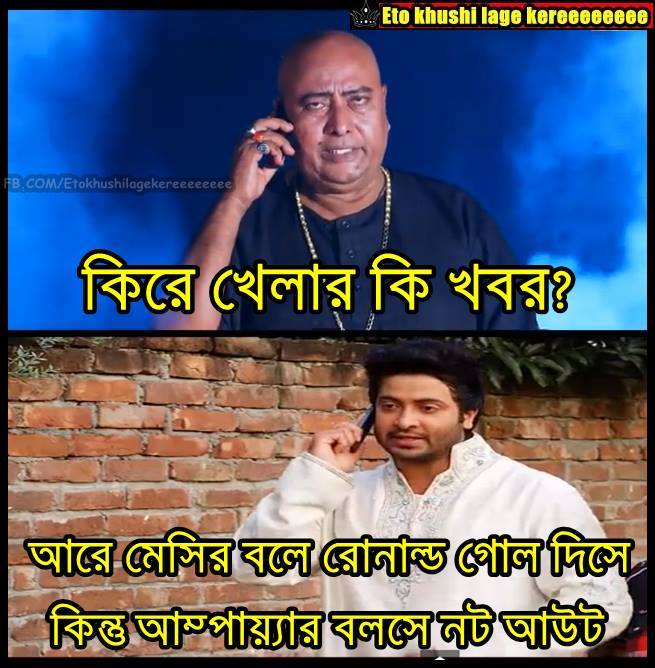 Eto khushi lage kereeeeeeee
FB.COM/Etokhushilagekereeeeeeee
কিরে খেলার কি খবর?
আরে মেসির বলে রোনাল্ড গোল দিসে
কিন্তু আম্পায়্যার বলসে নট আউট